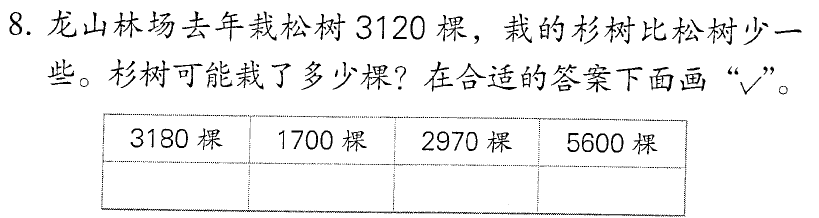 8. 龙山林场去年栽松树 3120 棵，栽的杉树比松树少一
些。杉树可能栽了多少棵？在合适的答案下面画“✓”。
3180 棵 1700 棵 2970 棵 5600 棵